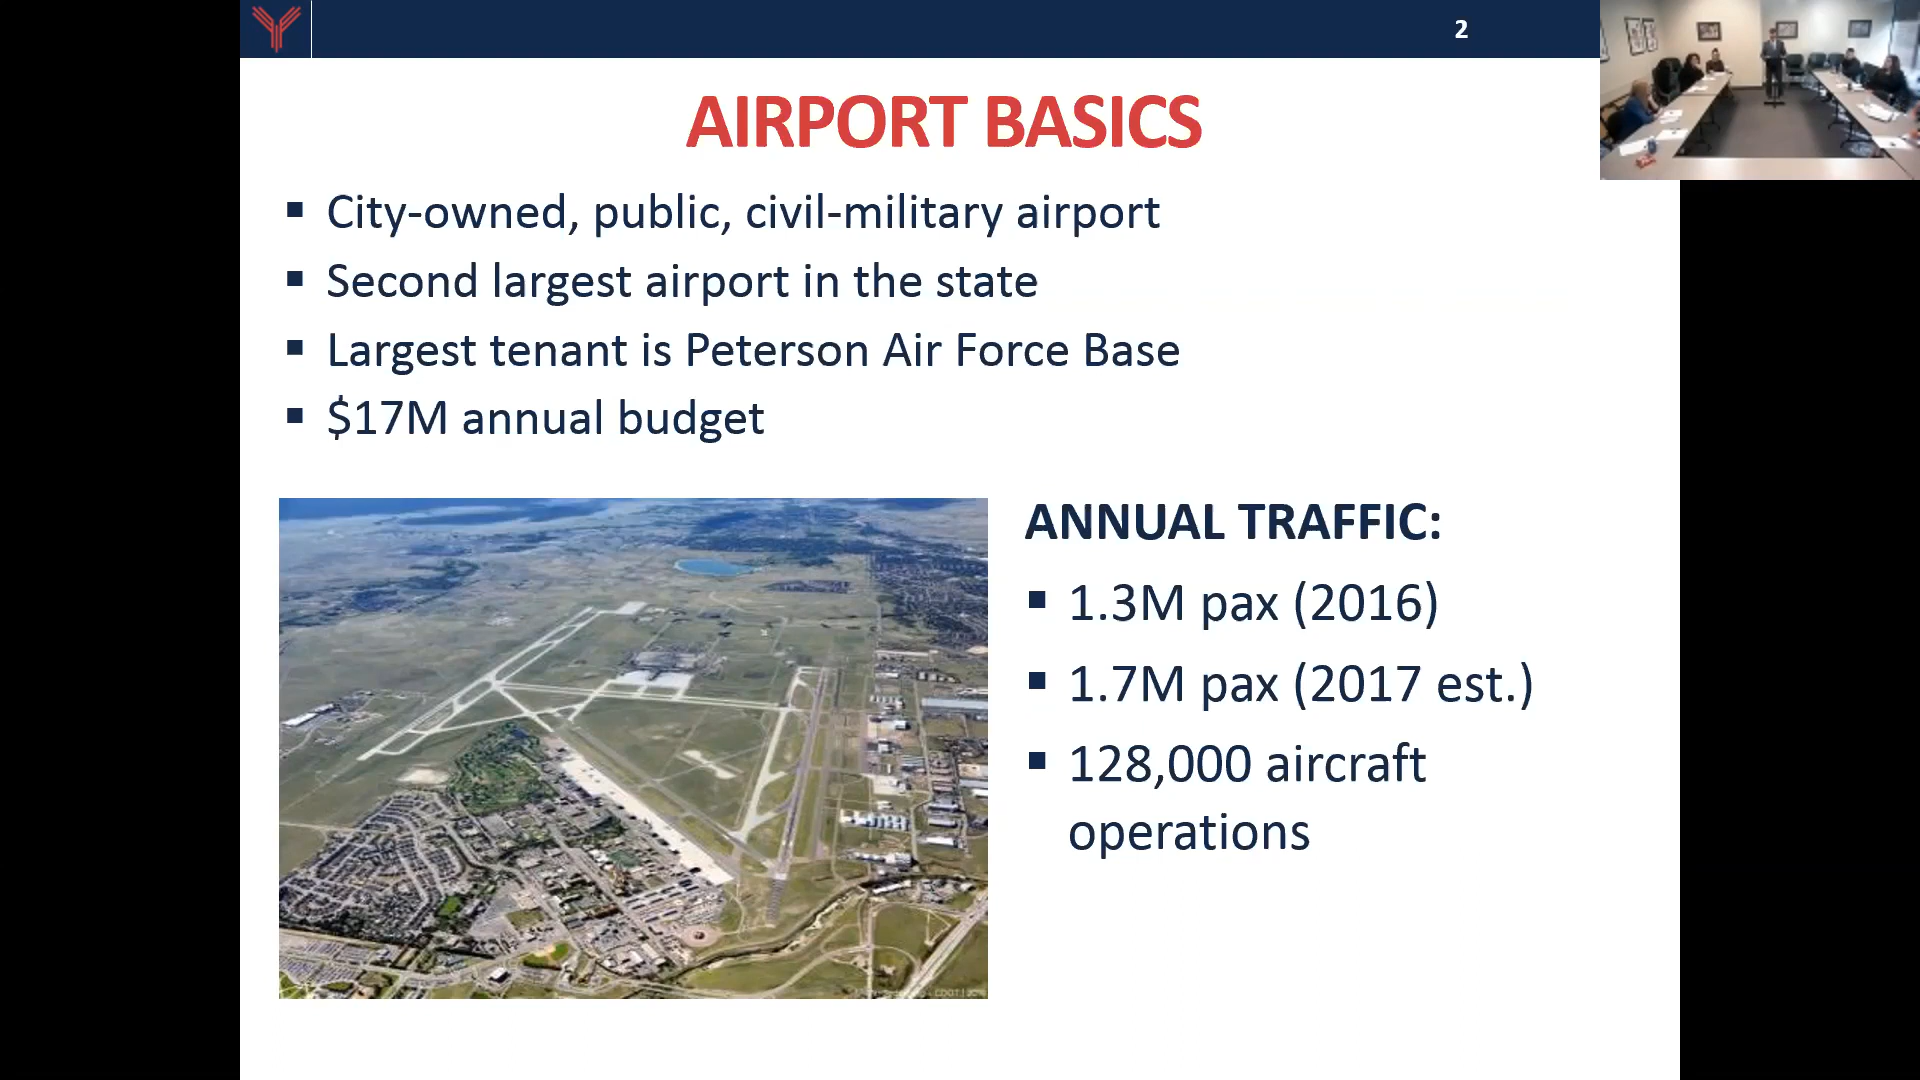 2
AIRPORT BASICS
▪ City-owned, public, civil-military airport
▪ Second largest airport in the state
▪ Largest tenant is Peterson Air Force Base
▪ $17M annual budget
ANNUAL TRAFFIC:
▪ 1.3M pax (2016)
▪ 1.7M pax (2017 est.)
▪ 128,000 aircraft
operations